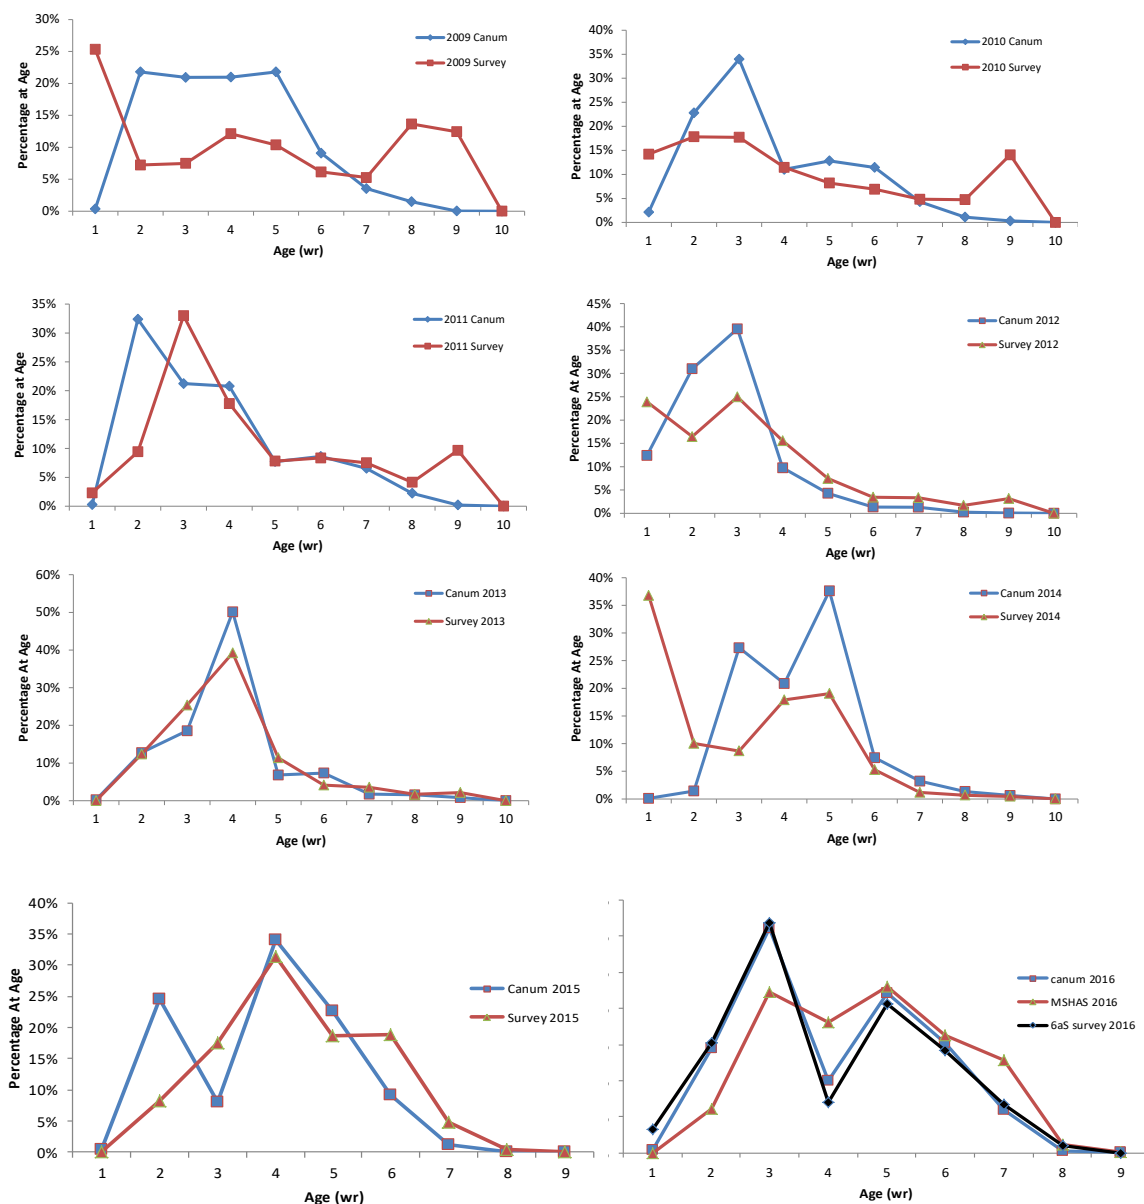 30%
25%
20%
15%
10%
5%
0%
Percentage at Age
2009 Canum
2009 Survey
1 2 3 4 5 6 7 8 9 10
Age (wr)
40%
35%
30%
25%
20%
15%
10%
5%
0%
Percentage at Age
2010 Canum
2010 Survey
1 2 3 4 5 6 7 8 9 10
Age (wr)
35%
30%
25%
20%
15%
10%
5%
0%
Percentage at Age
2011 Canum
2011 Survey
1 2 3 4 5 6 7 8 9 10
Age (wr)
45%
40%
35%
30%
25%
20%
15%
10%
5%
0%
Percentage At Age
Canum 2012
Survey 2012
1 2 3 4 5 6 7 8 9 10
Age (wr)
60%
50%
40%
30%
20%
10%
0%
Percentage At Age
Canum 2013
Survey 2013
1 2 3 4 5 6 7 8 9 10
Age (wr)
40%
35%
30%
25%
20%
15%
10%
5%
0%
Percentage At Age
Canum 2014
Survey 2014
1 2 3 4 5 6 7 8 9 10
Age (wr)
40%
35%
30%
25%
20%
15%
10%
5%
0%
Percentage At Age
Canum 2015
Survey 2015
1 2 3 4 5 6 7 8 9
Age (wr)
canum 2016
MSHAS 2016
6aS survey 2016
1 2 3 4 5 6 7 8 9
Age (wr)